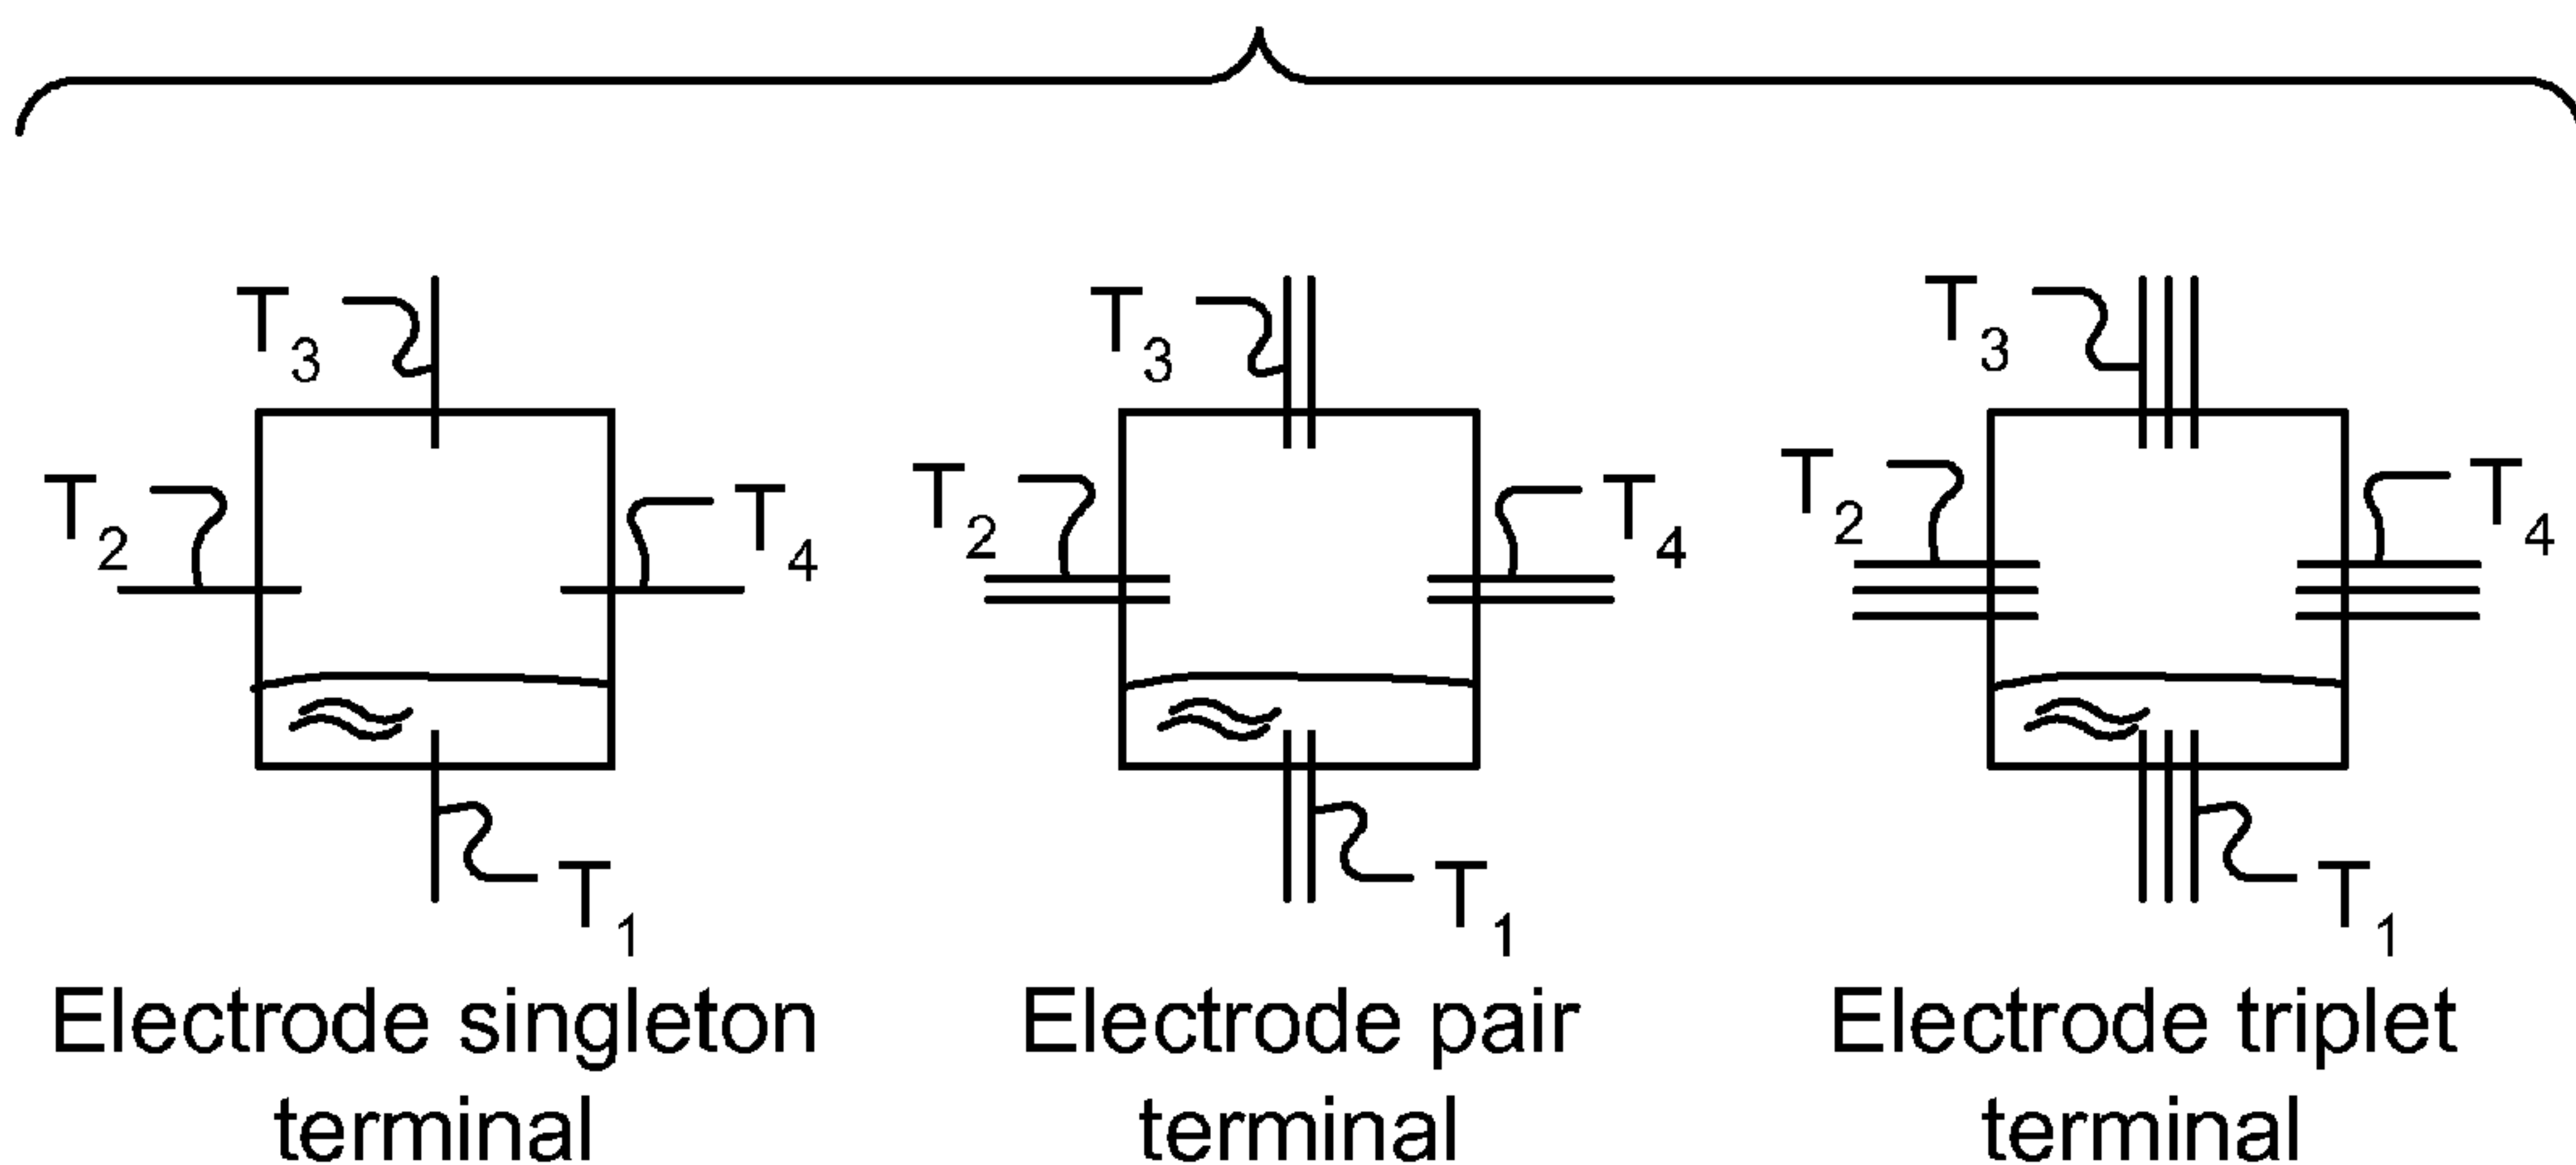 T3 T3 T3
T2 T4 T2 T4 T2 T4
T1 T1 T1
Electrode singleton Electrode pair Electrode triplet
terminal terminal terminal